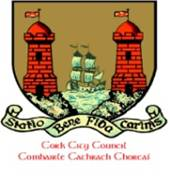 Statio Bene Fida Carinis
Cork City Council
Comhairle Cathrach Chorcaí